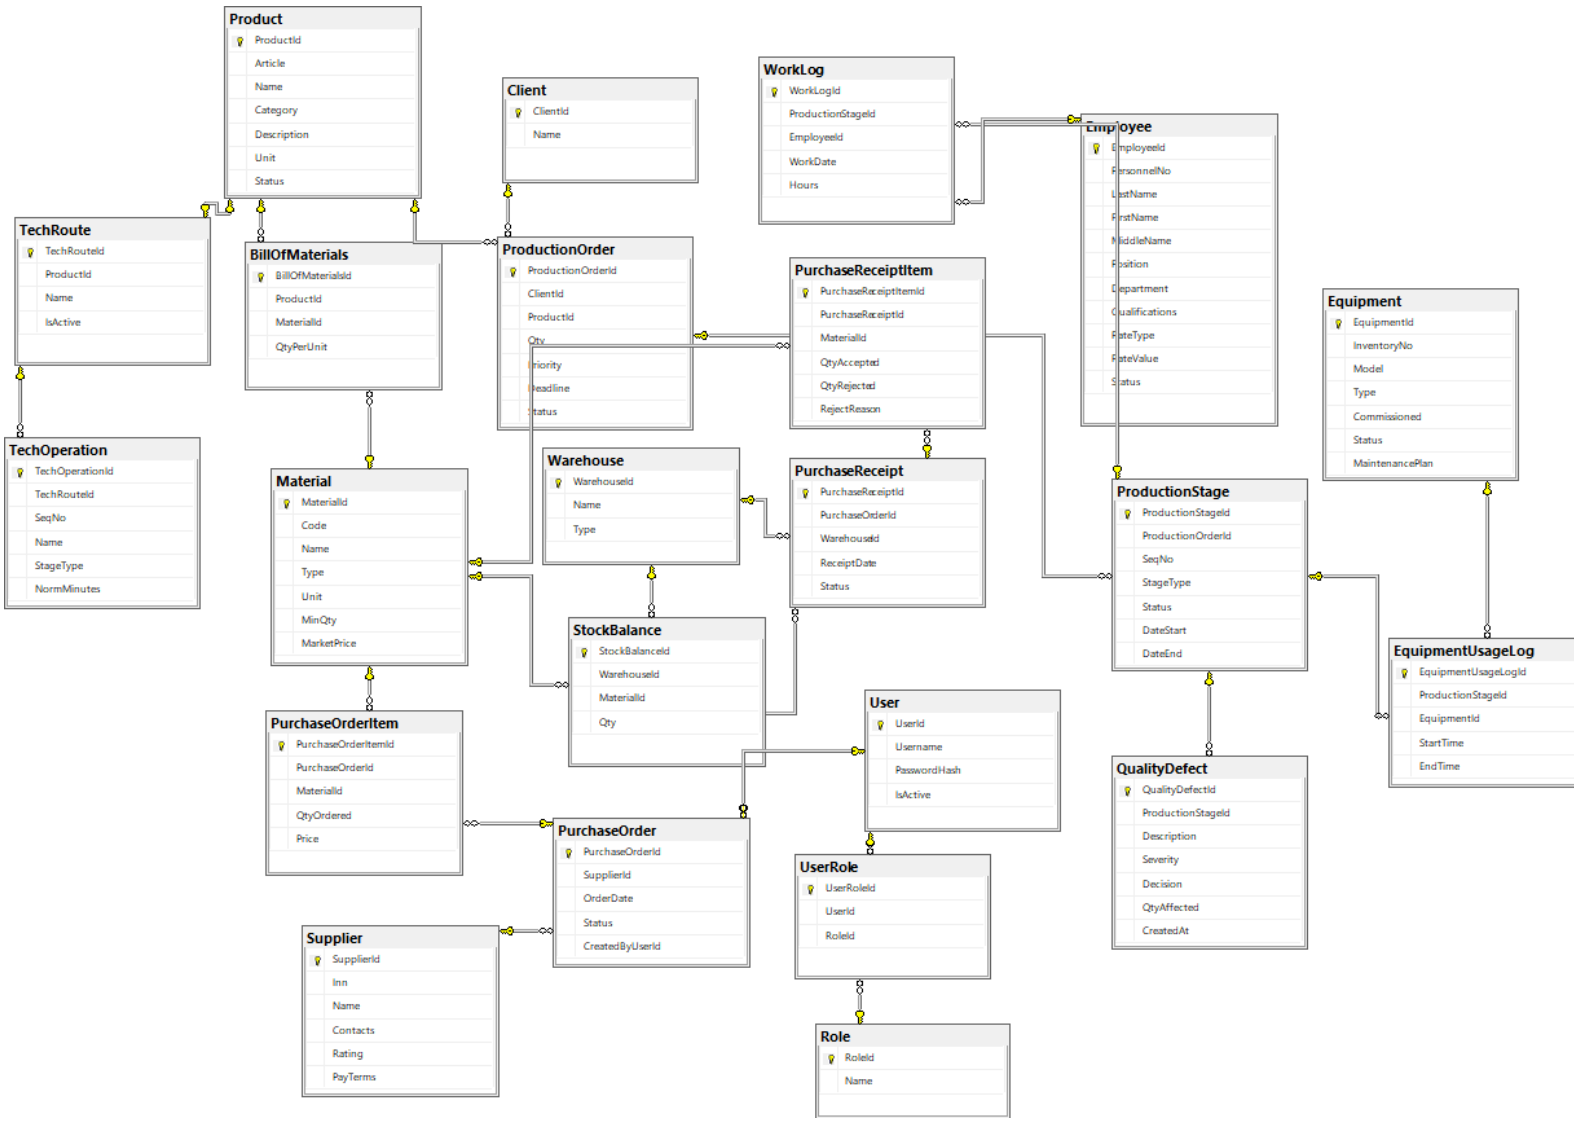 Product
ProductId
Article
Name
Category
Description
Unit
Status
Client
ClientId
Name
WorkLog
WorkLogId
ProductionStageId
EmployeeId
WorkDate
Hours
Employee
EmployeeId
PersonnelNo
LastName
FirstName
MiddleName
Position
Department
Qualifications
RateType
RateValue
Status
TechRoute
TechRouteId
ProductId
Name
IsActive
BillOfMaterials
BillOfMaterialsId
ProductId
MaterialId
QtyPerUnit
ProductionOrder
ProductionOrderId
ClientId
ProductId
Qty
Priority
Deadline
Status
PurchaseReceiptItem
PurchaseReceiptItemId
PurchaseReceiptId
MaterialId
QtyAccepted
QtyRejected
RejectReason
Equipment
EquipmentId
InventoryNo
Model
Type
Commissioned
Status
MaintenancePlan
TechOperation
TechOperationId
TechRouteId
SeqNo
Name
StageType
NormMinutes
Material
MaterialId
Code
Name
Type
Unit
MinQty
MarketPrice
Warehouse
WarehouseId
Name
Type
PurchaseReceipt
PurchaseReceiptId
PurchaseOrderId
WarehouseId
ReceiptDate
Status
ProductionStage
ProductionStageId
ProductionOrderId
SeqNo
StageType
Status
DateStart
DateEnd
StockBalance
StockBalanceId
WarehouseId
MaterialId
Qty
EquipmentUsageLog
EquipmentUsageLogId
ProductionStageId
EquipmentId
StartTime
EndTime
PurchaseOrderItem
PurchaseOrderItemId
PurchaseOrderId
MaterialId
QtyOrdered
Price
User
UserId
Username
PasswordHash
IsActive
QualityDefect
QualityDefectId
ProductionStageId
Description
Severity
Decision
QtyAffected
CreatedAt
PurchaseOrder
PurchaseOrderId
SupplierId
OrderDate
Status
CreatedByUserId
UserRole
UserRoleId
UserId
RoleId
Supplier
SupplierId
Inn
Name
Contacts
Rating
PayTerms
Role
RoleId
Name